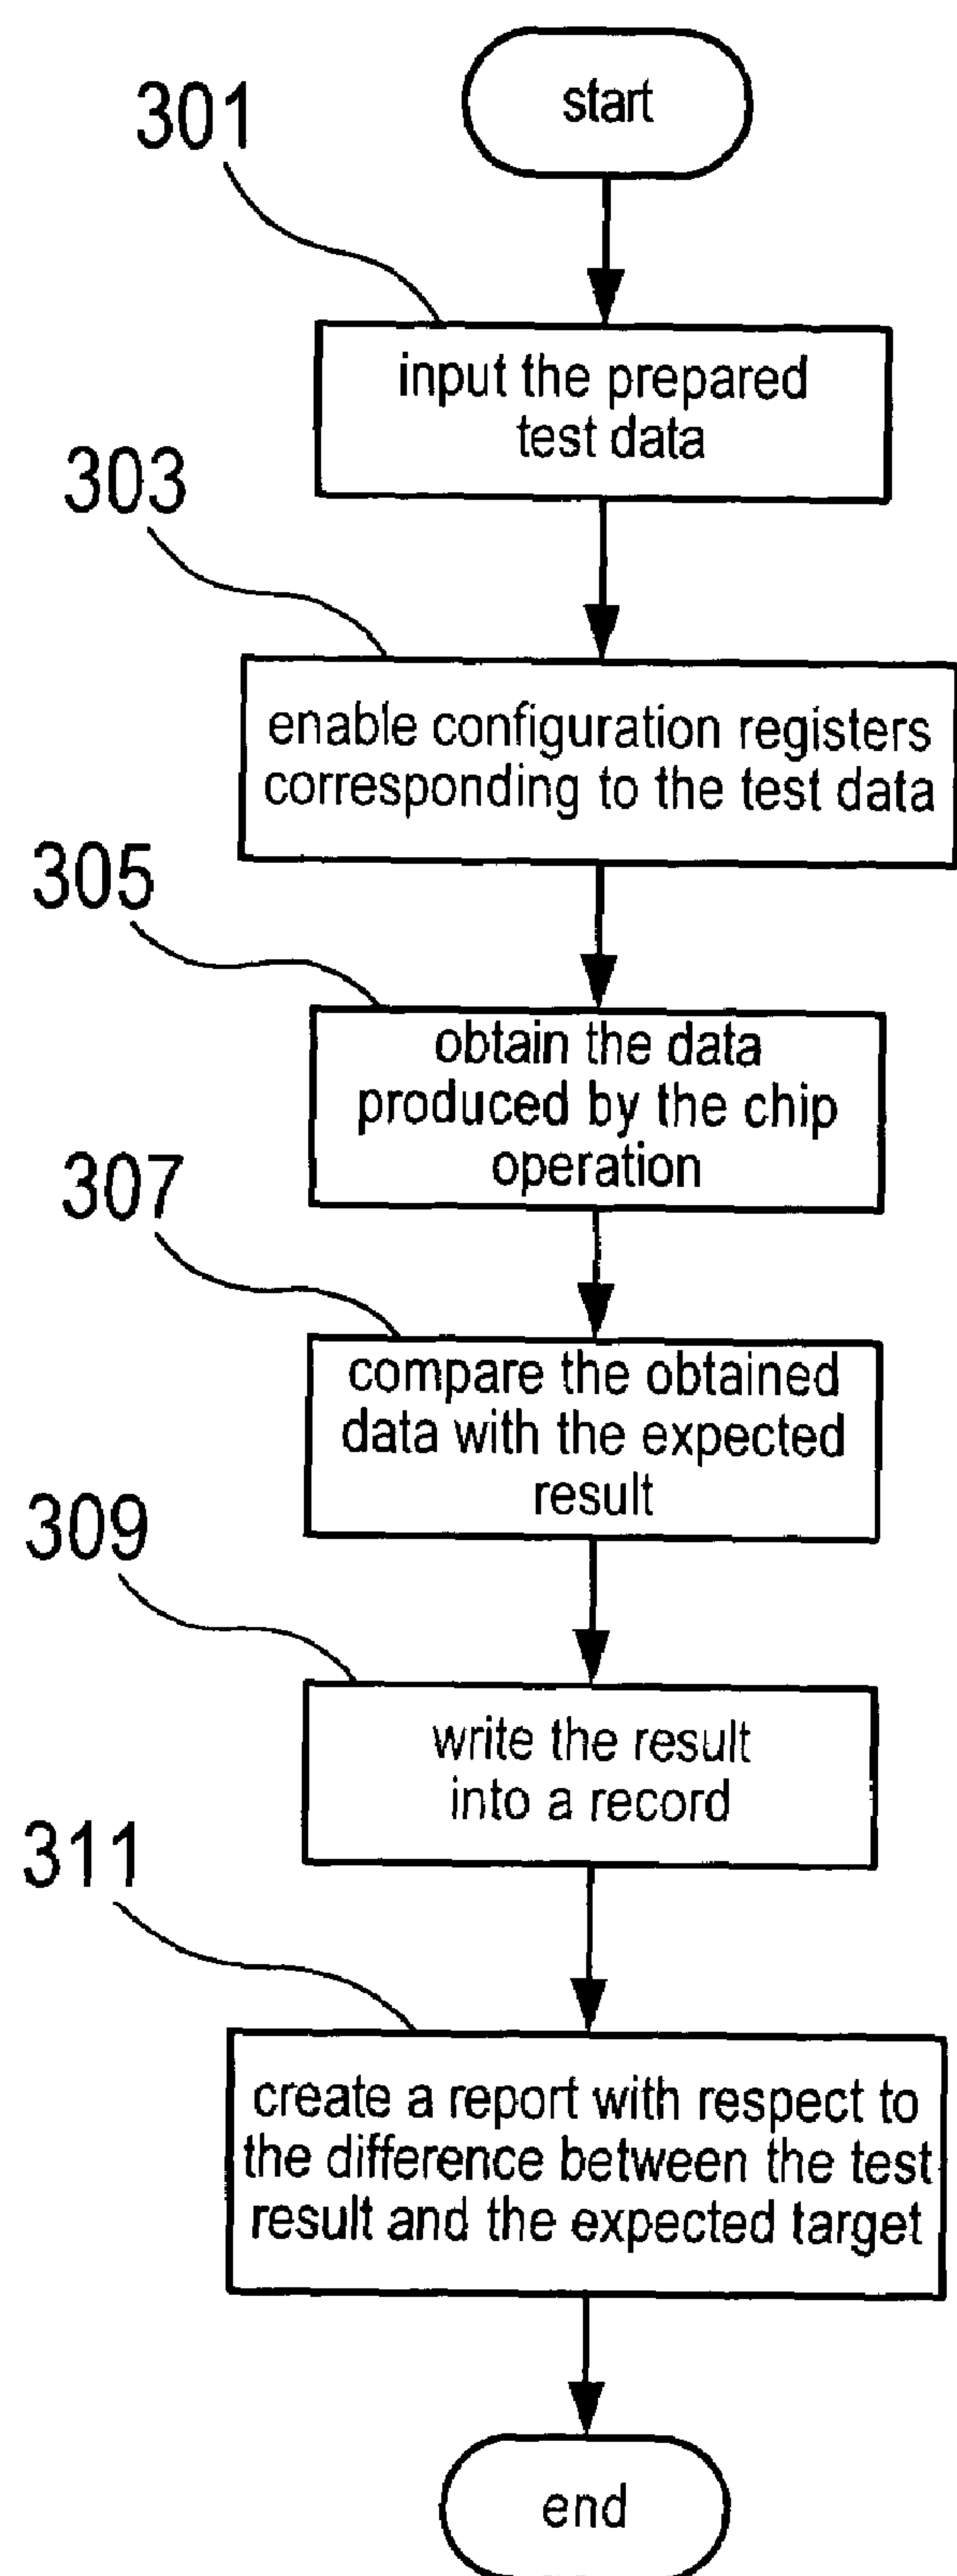 start
301
input the prepared
test data
303
enable configuration registers
corresponding to the test data
305
obtain the data
produced by the chip
operation
307
compare the obtained
data with the expected
result
309
write the result
into a record
311
create a report with respect to
the difference between the test
result and the expected target
end